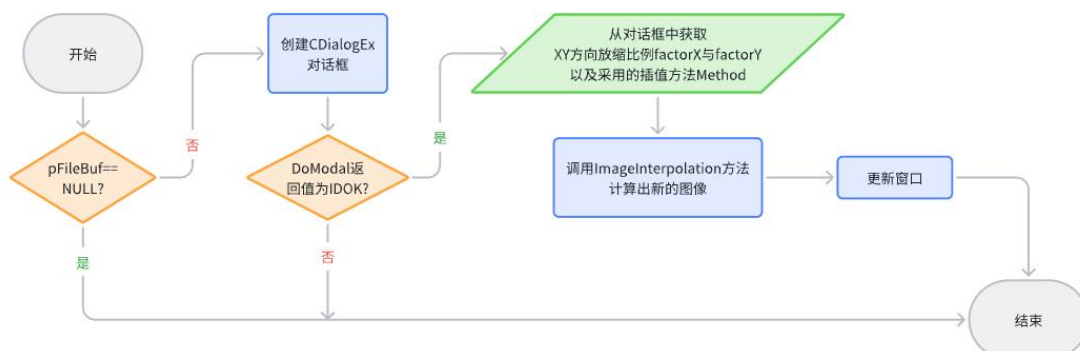 开始
pFileBuf==
NULL?
是
否
创建CDialogEx
对话框
DoModal返
回值为IDOK?
否
是
从对话框中获取
XY方向放缩比例factorX与factorY
以及采用的插值方法Method
调用ImageInterpolation方法
计算出新的图像
更新窗口
结束